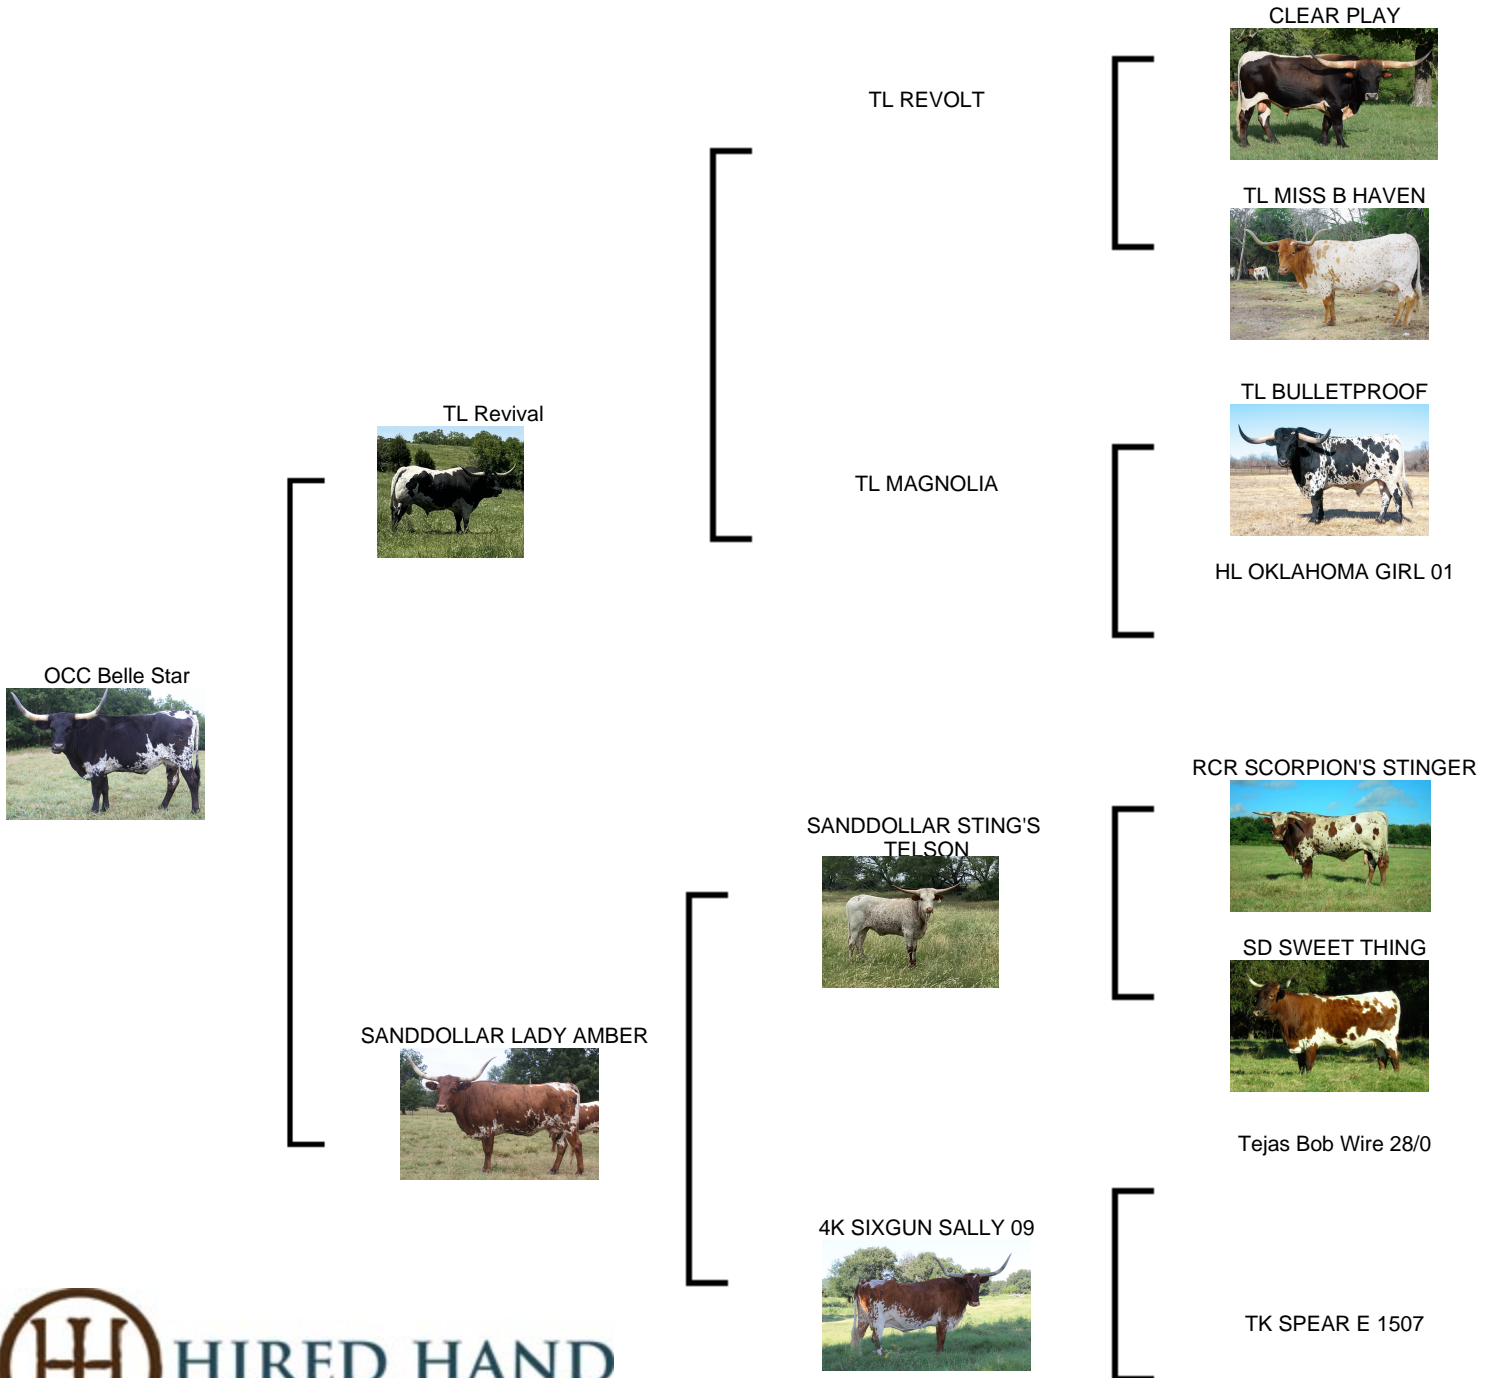 CLEAR PLAY
TL REVOLT
TL MISS B HAVEN
TL BULLETPROOF
TL Revival
TL MAGNOLIA
HL OKLAHOMA GIRL 01
OCC Belle Star
RCR SCORPION'S STINGER
SANDDOLLAR STING'S
TELSON
SD SWEET THING
SANDDOLLAR LADY AMBER
Tejas Bob Wire 28/0
4K SIXGUN SALLY 09
TK SPEAR E 1507
HIRED HAND